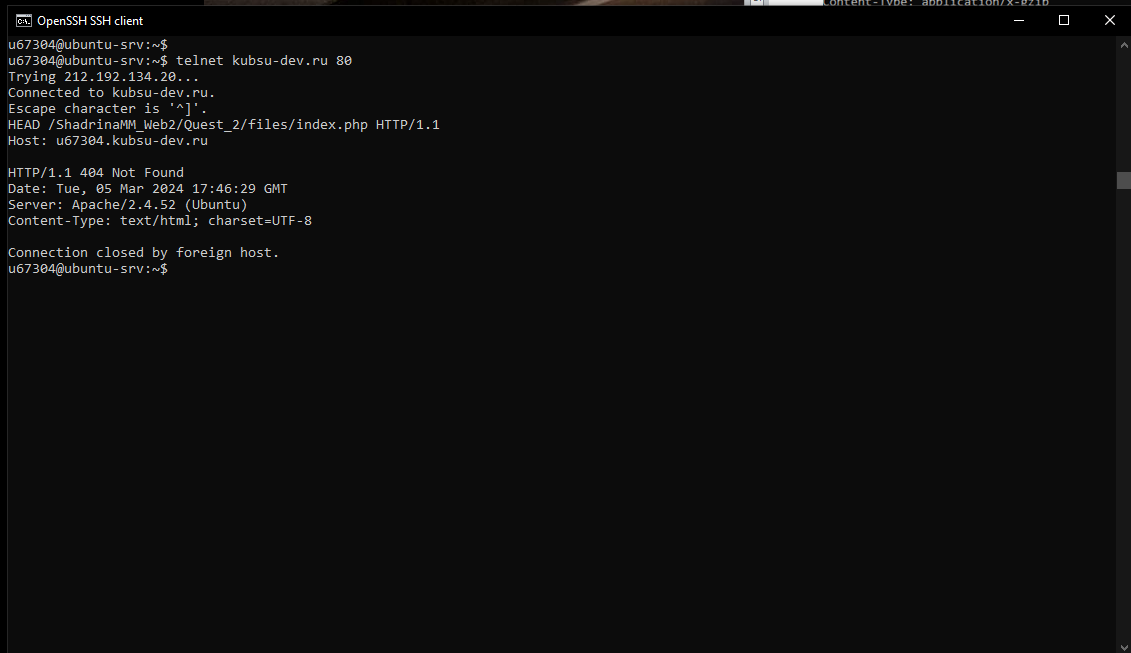 Content-Type: application/x-gzip
OpenSSH SSH client
u67304@ubuntu-srv:~$
u67304@ubuntu-srv:~$ telnet kubsu-dev.ru 80
Trying 212.192.134.20...
Connected to kubsu-dev.ru.
Escape character is '^]'.
HEAD /ShadrinaMM_Web2/Quest_2/files/index.php HTTP/1.1
Host: u67304.kubsu-dev.ru

HTTP/1.1 404 Not Found
Date: Tue, 05 Mar 2024 17:46:29 GMT
Server: Apache/2.4.52 (Ubuntu)
Content-Type: text/html; charset=UTF-8

Connection closed by foreign host.
u67304@ubuntu-srv:~$